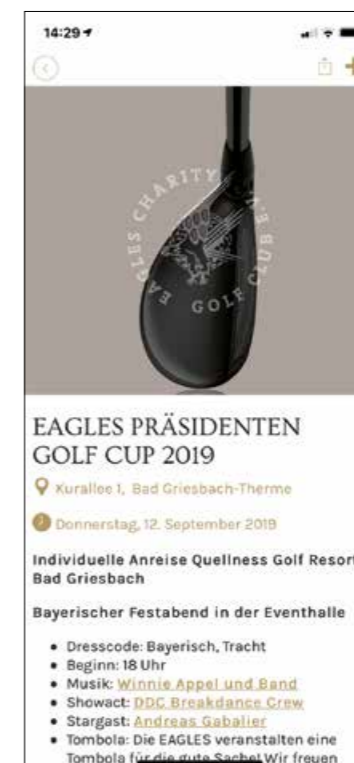 14:29
EAGLES CHARITY GOLF CLUB E.V.
EAGLES PRÄSIDENTEN
GOLF CUP 2019
Kurallee 1, Bad Griesbach-Therme
Donnerstag, 12. September 2019
Individuelle Anreise Quellness Golf Resort
Bad Griesbach
Bayerischer Festabend in der Eventhalle
• Dresscode: Bayerisch, Tracht
• Beginn: 18 Uhr
• Musik: Winnie Appel und Band
• Showact: DDC Breakdance Crew
• Stargast: Andreas Gabalier
• Tombola: Die EAGLES veranstalten eine
Tombola für die gute Sache! Wir freuen